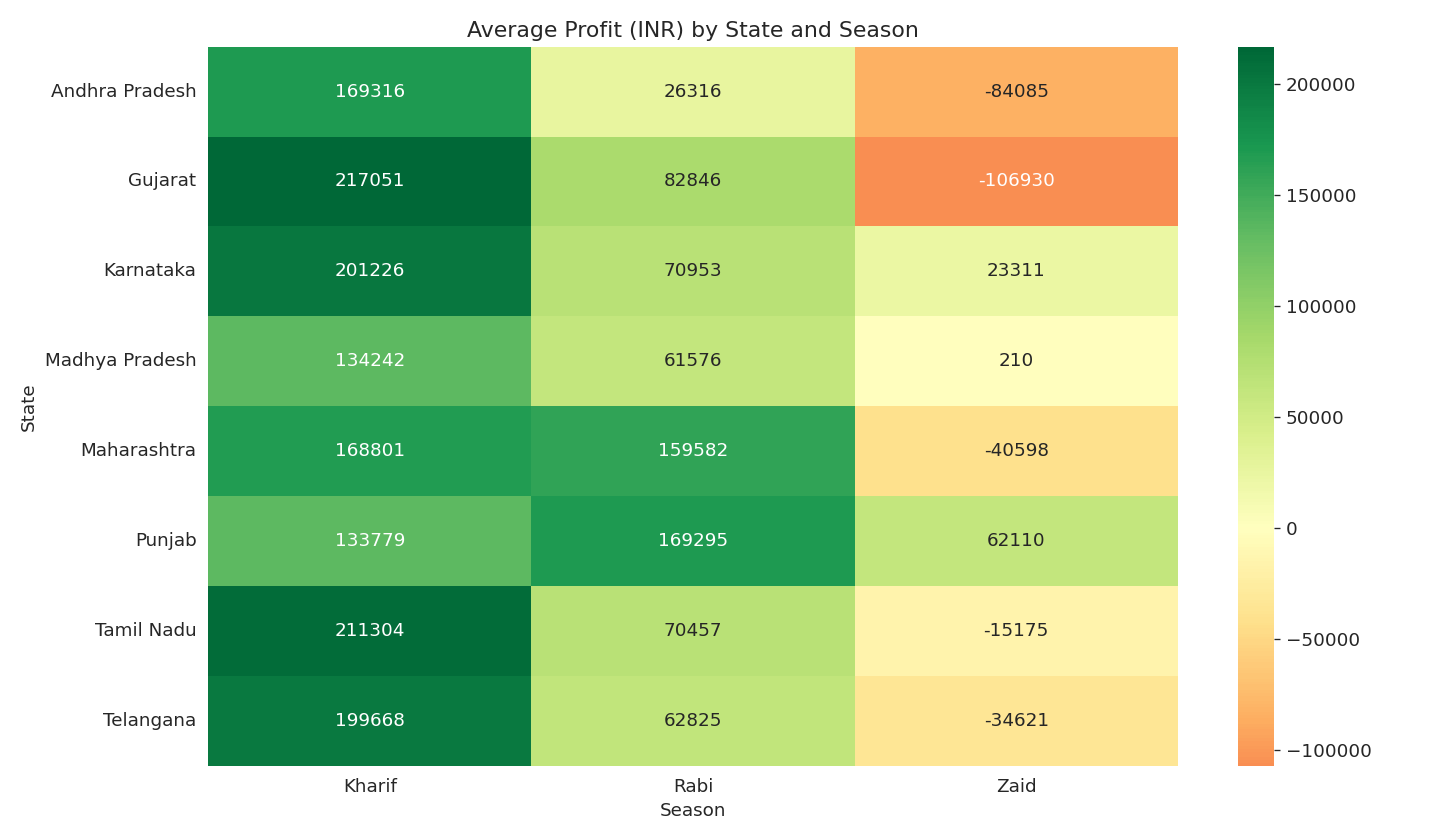 Average Profit (INR) by State and Season
State
Andhra Pradesh 169316 26316 -84085
Gujarat 217051 82846 -106930
Karnataka 201226 70953 23311
Madhya Pradesh 134242 61576 210
Maharashtra 168801 159582 -40598
Punjab 133779 169295 62110
Tamil Nadu 211304 70457 -15175
Telangana 199668 62825 -34621
Kharif Rabi Zaid
Season
200000
150000
100000
50000
0
−50000
−100000